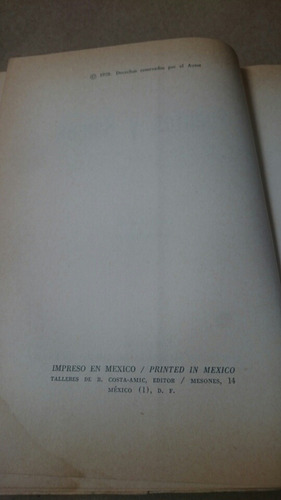 © Derechos reservados por el Autor
IMPRESO EN MEXICO / PRINTED IN MEXICO
TALLERES DE B. COSTA-AMIC, EDITOR / MESONES, 14
MÉXICO (1), D. F.